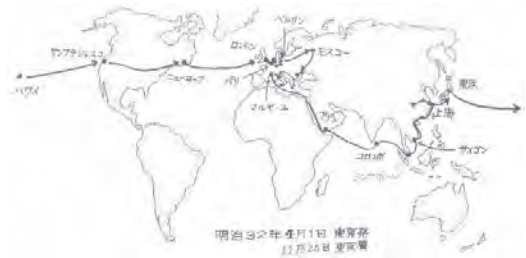 ベルリン
ロンドン
モスコー
サンフランシスコ
ニューヨーク
パリ
ハワイ
マルセーユ
アデン
コロンボ
シンガポール
サイゴン
上海
東京
明治32年4月1日 東京発
11月25日 東京着